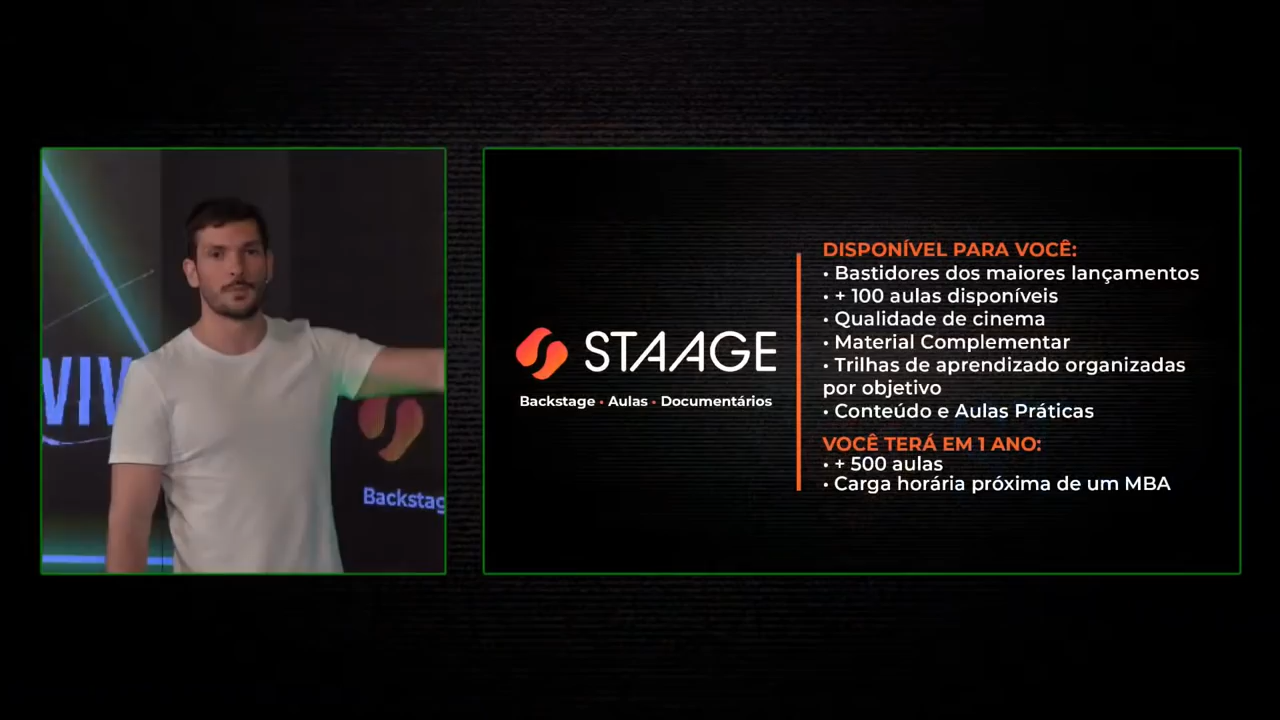 VIV
Backstag
STAAGE
Backstage • Aulas • Documentários
DISPONÍVEL PARA VOCÊ:
• Bastidores dos maiores lançamentos
• + 100 aulas disponíveis
• Qualidade de cinema
• Material Complementar
• Trilhas de aprendizado organizadas
por objetivo
• Conteúdo e Aulas Práticas
VOCÊ TERÁ EM 1 ANO:
• + 500 aulas
• Carga horária próxima de um MBA